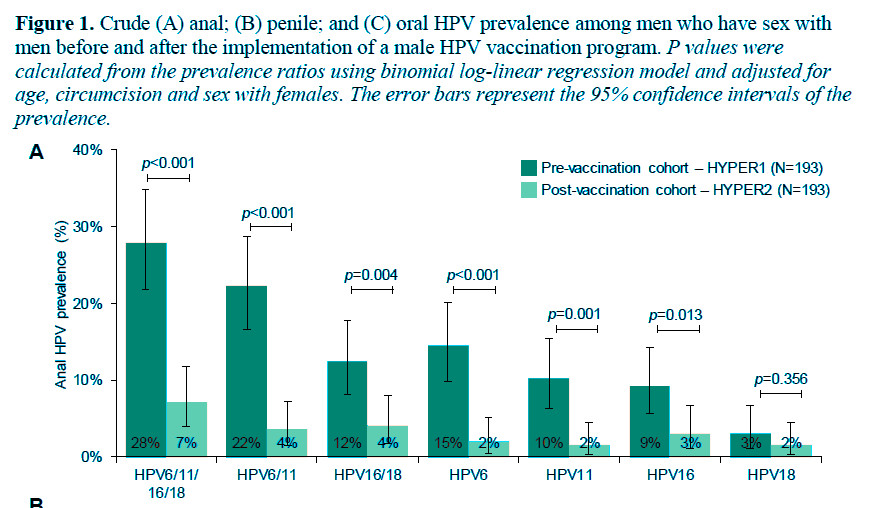 Figure 1. Crude (A) anal; (B) penile; and (C) oral HPV prevalence among men who have sex with
men before and after the implementation of a male HPV vaccination program. P values were
calculated from the prevalence ratios using binomial log-linear regression model and adjusted for
age, circumcision and sex with females. The error bars represent the 95% confidence intervals of the
prevalence.
A
40%
30%
20%
10%
0%
Anal HPV prevalence (%)
Pre-vaccination cohort – HYPER1 (N=193)
Post-vaccination cohort – HYPER2 (N=193)
p<0.001
p<0.001
p=0.004
p<0.001
p=0.001
p=0.013
p=0.356
28% 7% 22% 4% 12% 4% 15% 2% 10% 2% 9% 3% 3% 2%
HPV6/11/ HPV6/11 HPV16/18 HPV6 HPV11 HPV16 HPV18
16/18
B